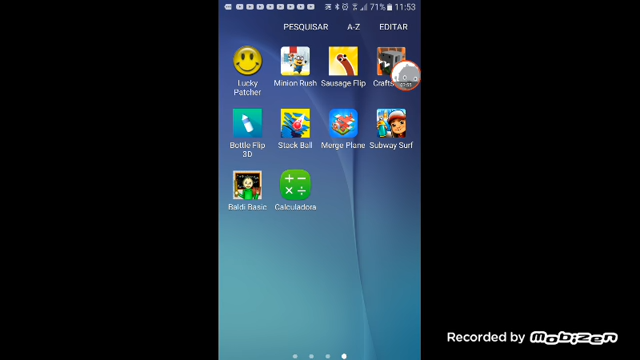 71% 11:53
PESQUISAR A-Z EDITAR
Lucky Patcher
Minion Rush
Sausage Flip
Bottle Flip 3D
Stack Ball
Merge Plane
Subway Surf
Baldi Basic
Calculadora
Recorded by mobizen